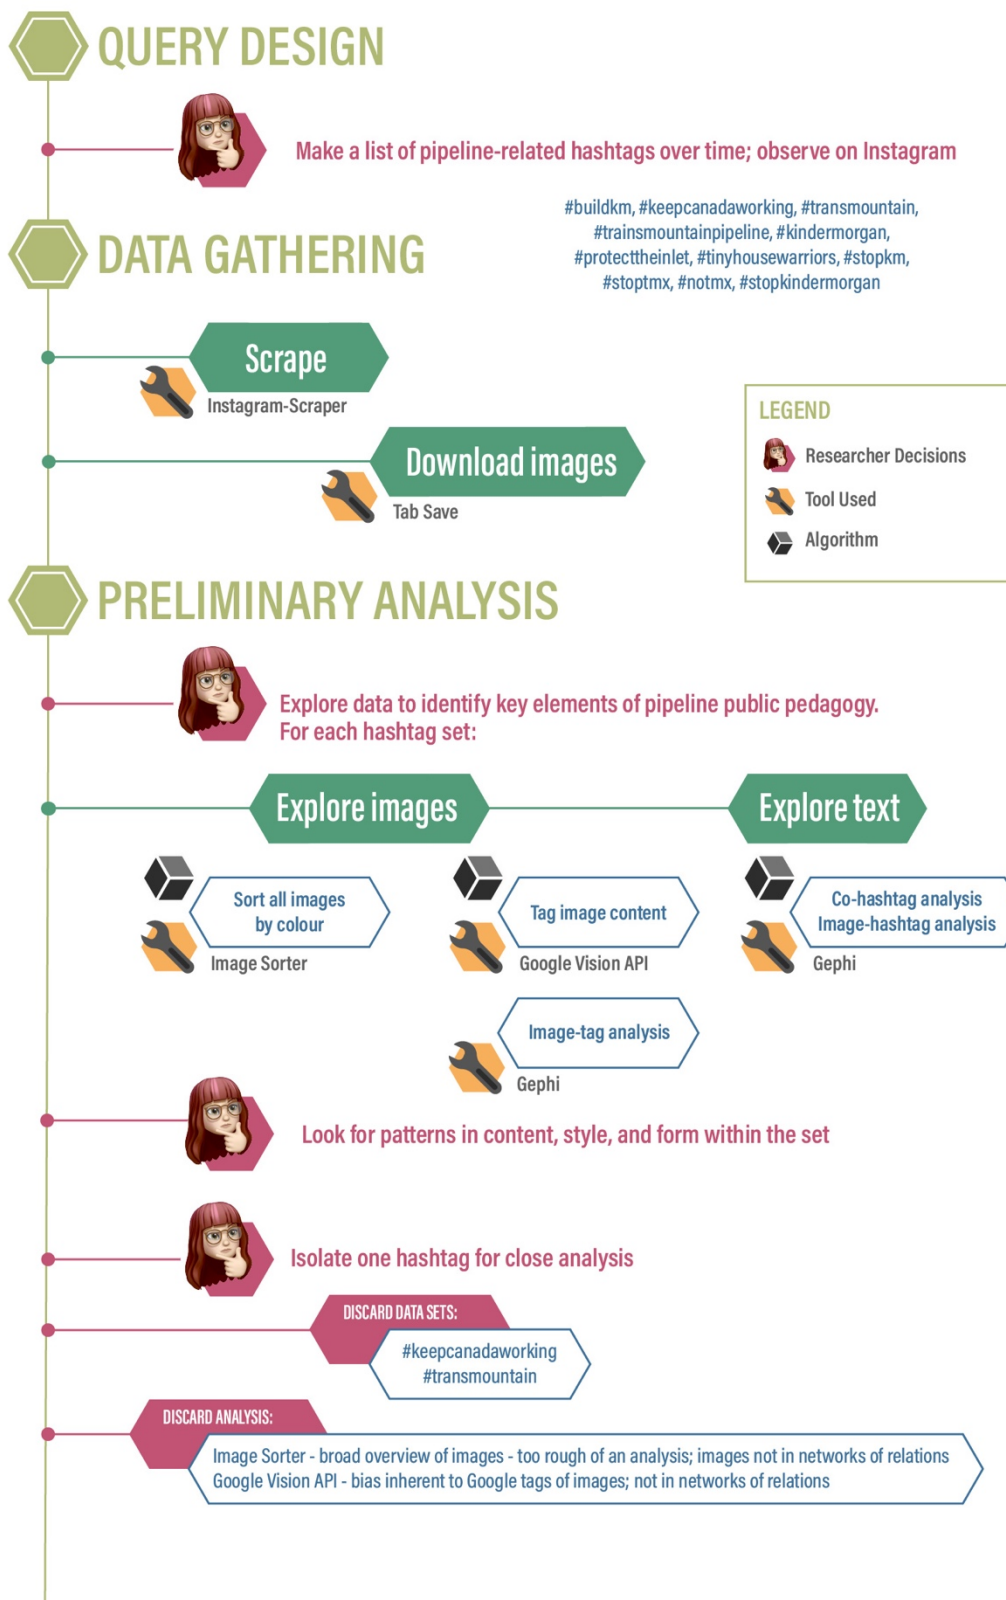 QUERY DESIGN
Make a list of pipeline-related hashtags over time; observe on Instagram
#buildkm, #keepcanadaworking, #transmountain,
#trainsmountainpipeline, #kindermorgan,
#protecttheinlet, #tinyhousewarriors, #stopkm,
#stoptmx, #notmx, #stopkindermorgan
DATA GATHERING
Scrape
Instagram-Scraper
Download images
Tab Save
LEGEND
Researcher Decisions
Tool Used
Algorithm
PRELIMINARY ANALYSIS
Explore data to identify key elements of pipeline public pedagogy.
For each hashtag set:
Explore images
Explore text
Sort all images
by colour
Image Sorter
Tag image content
Google Vision API
Co-hashtag analysis
Image-hashtag analysis
Gephi
Image-tag analysis
Gephi
Look for patterns in content, style, and form within the set
Isolate one hashtag for close analysis
DISCARD DATA SETS:
#keepcanadaworking
#transmountain
DISCARD ANALYSIS:
Image Sorter - broad overview of images - too rough of an analysis; images not in networks of relations
Google Vision API - bias inherent to Google tags of images; not in networks of relations